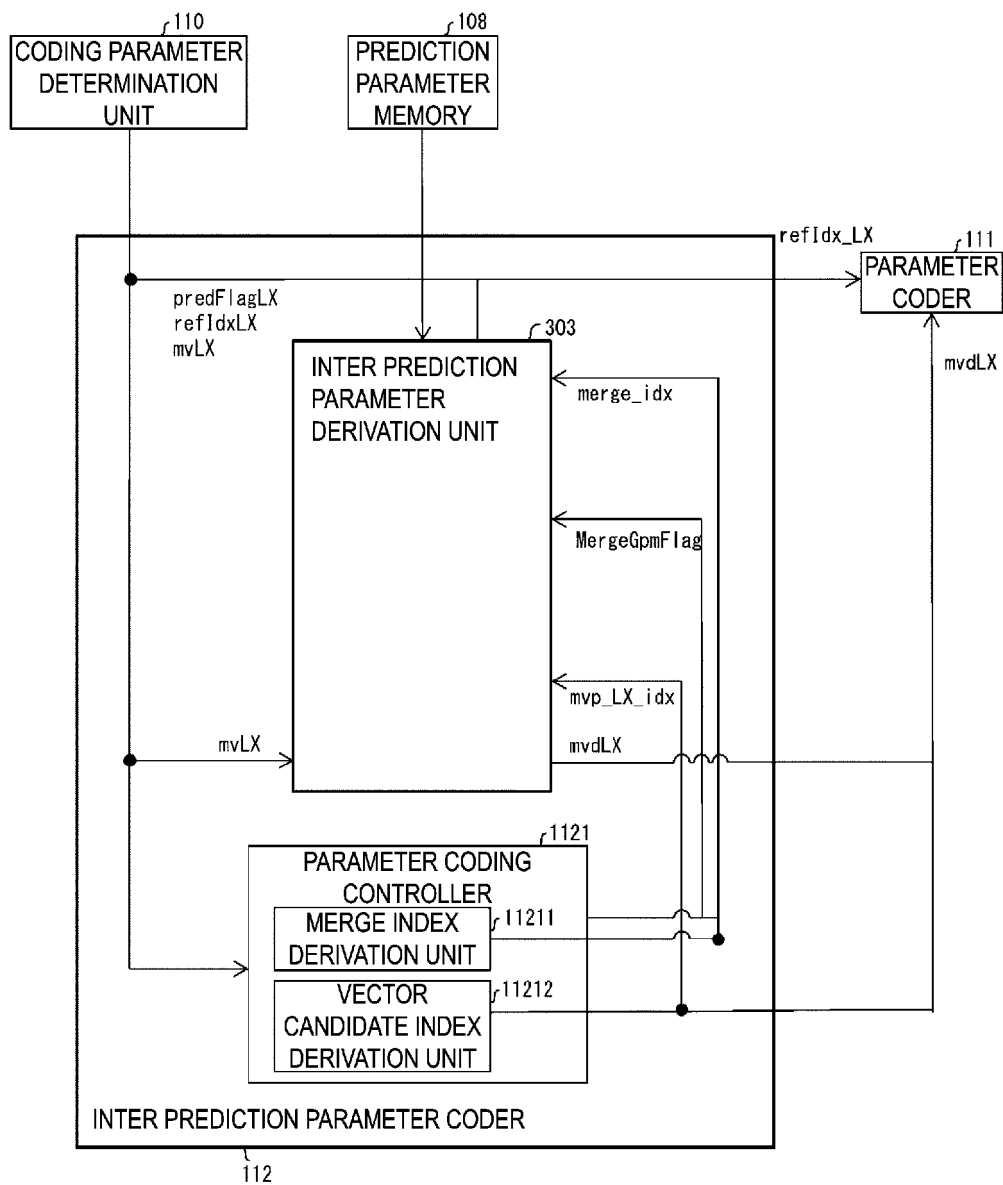 110
CODING PARAMETER
DETERMINATION
UNIT
108
PREDICTION
PARAMETER
MEMORY
refIdx_LX
111
PARAMETER
CODER
predFlagLX
refIdxLX
mvLX
303
INTER PREDICTION
PARAMETER
DERIVATION UNIT
merge_idx
mvdLX
MergeGpmFlag
mvp_LX_idx
mvLX
mvdLX
1121
PARAMETER CODING
CONTROLLER
MERGE INDEX
DERIVATION UNIT
11211
VECTOR
CANDIDATE INDEX
DERIVATION UNIT
11212
INTER PREDICTION PARAMETER CODER
112